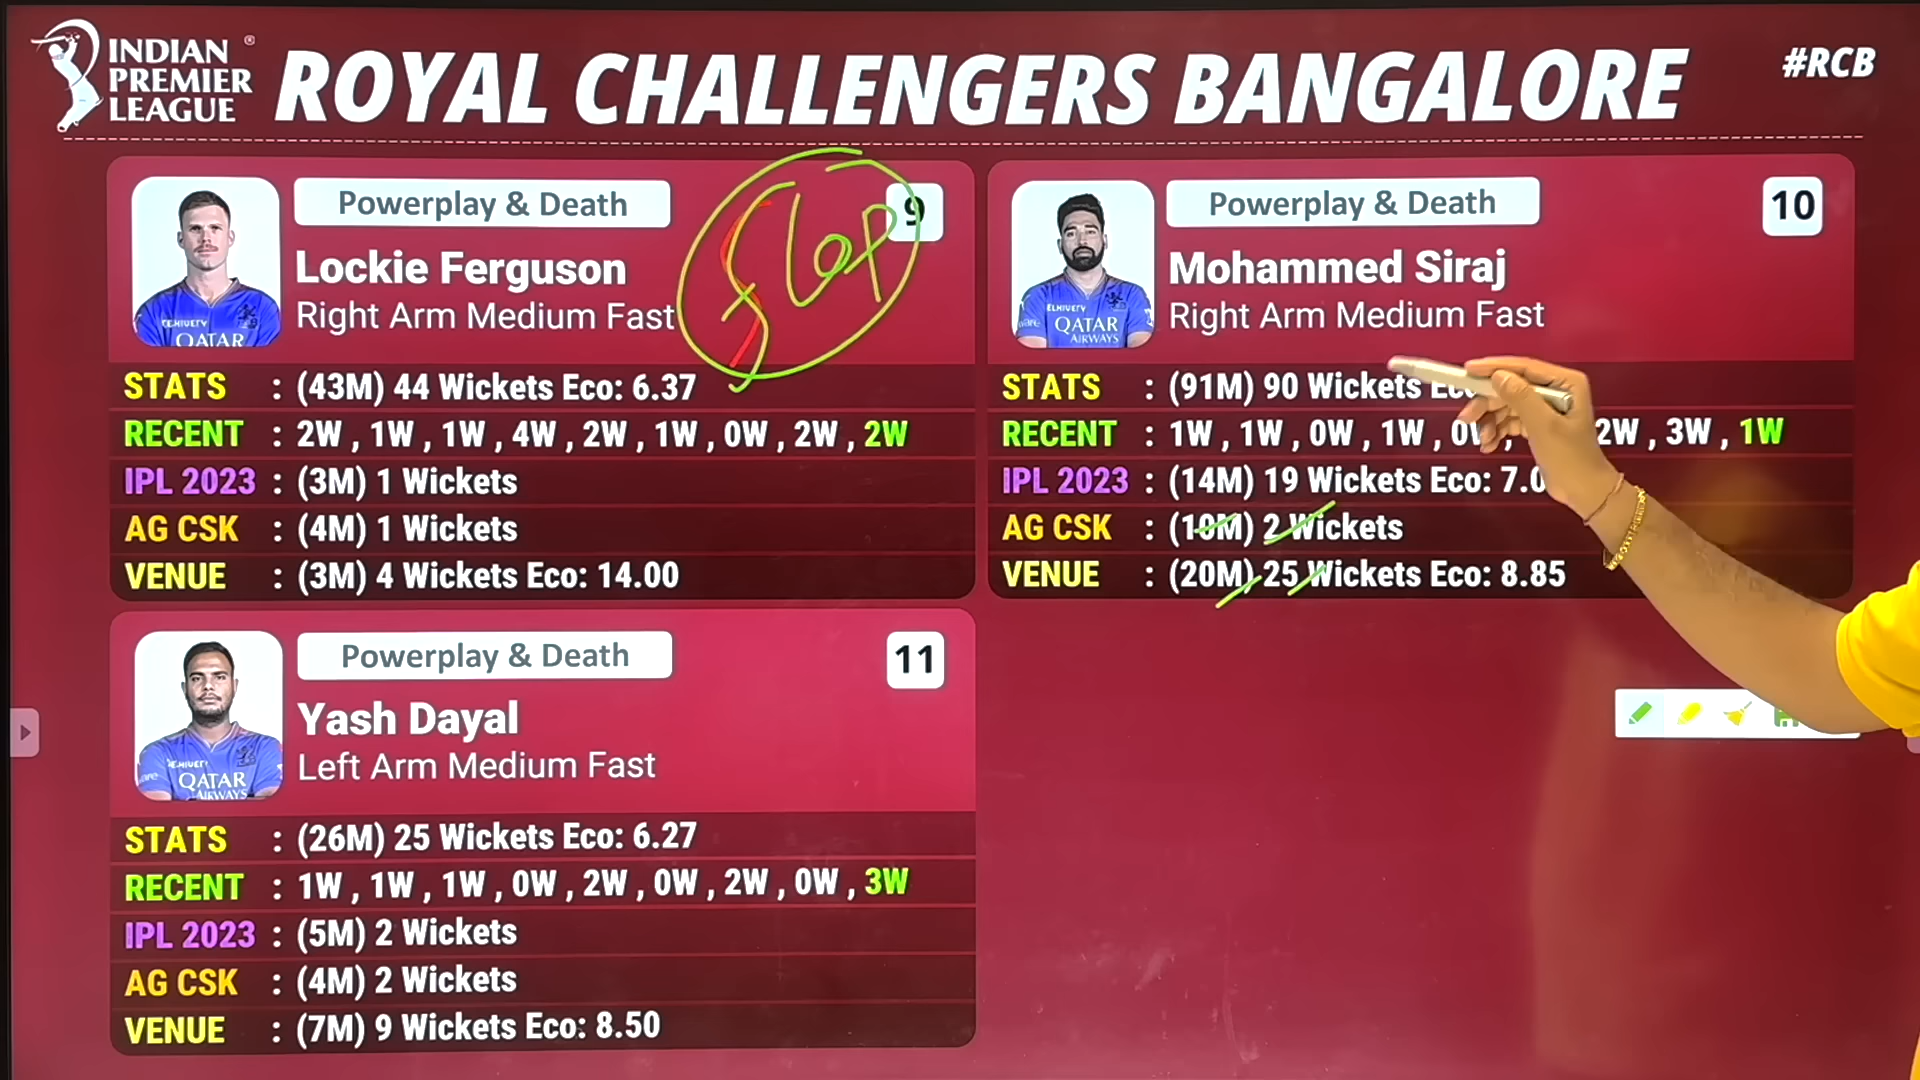 INDIAN
PREMIER
LEAGUE
ROYAL CHALLENGERS BANGALORE
#RCB
Powerplay & Death
9
flop
Lockie Ferguson
Right Arm Medium Fast
QATAR
STATS : (43M) 44 Wickets Eco: 6.37
RECENT : 2W , 1W , 1W , 4W , 2W , 1W , 0W , 2W , 2W
IPL 2023 : (3M) 1 Wickets
AG CSK : (4M) 1 Wickets
VENUE : (3M) 4 Wickets Eco: 14.00
Powerplay & Death
10
Mohammed Siraj
Right Arm Medium Fast
QATAR
AIRWAYS
STATS : (91M) 90 Wickets
RECENT : 1W , 1W , 0W , 1W , 2W , 3W , 1W
IPL 2023 : (14M) 19 Wickets Eco: 7.0
AG CSK : (10M) 2 Wickets
VENUE : (20M) 25 Wickets Eco: 8.85
Powerplay & Death
11
Yash Dayal
Left Arm Medium Fast
QATAR
AIRWAYS
STATS : (26M) 25 Wickets Eco: 6.27
RECENT : 1W , 1W , 1W , 0W , 2W , 0W , 2W , 0W , 3W
IPL 2023 : (5M) 2 Wickets
AG CSK : (4M) 2 Wickets
VENUE : (7M) 9 Wickets Eco: 8.50